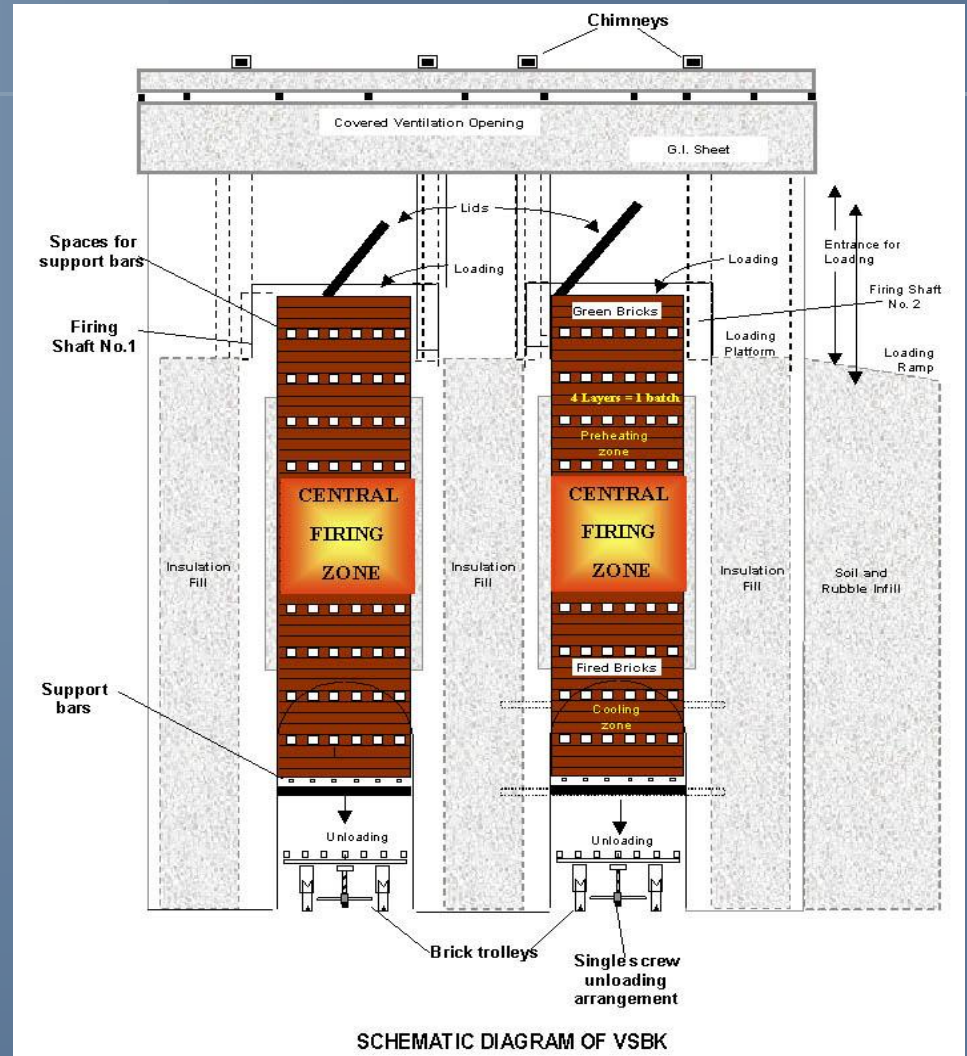 Chimneys
Covered Ventilation Opening
G.I. Sheet
Lids
Spaces for
support bars
Loading
Loading
Entrance for
Loading
Firing Shaft
No. 2
Green Bricks
Firing
Shaft No.1
Loading
Platform
Loading
Ramp
4 Layers = 1 batch
Preheating
zone
CENTRAL
FIRING
ZONE
CENTRAL
FIRING
ZONE
Insulation
Fill
Insulation
Fill
Insulation
Fill
Soil and
Rubble Infill
Fired Bricks
Support
bars
Cooling
zone
Unloading
Unloading
Brick trolleys
Single screw
unloading
arrangement
SCHEMATIC DIAGRAM OF VSBK